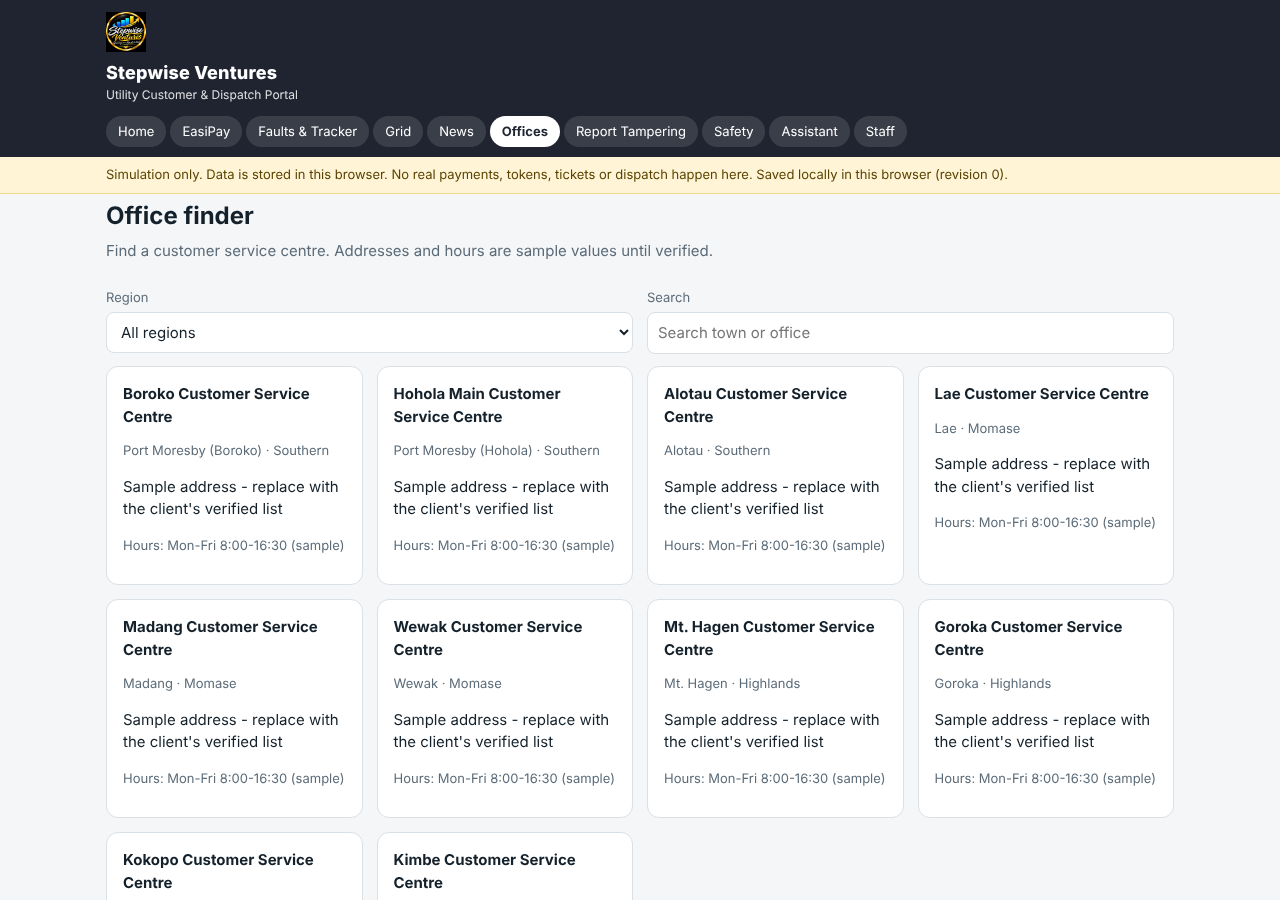 Stepwise
Ventures
Stepwise Ventures
Utility Customer & Dispatch Portal
Home
EasiPay
Faults & Tracker
Grid
News
Offices
Report Tampering
Safety
Assistant
Staff
Simulation only. Data is stored in this browser. No real payments, tokens, tickets or dispatch happen here. Saved locally in this browser (revision 0).
Office finder
Find a customer service centre. Addresses and hours are sample values until verified.
Region
All regions
Search
Search town or office
Boroko Customer Service
Centre
Port Moresby (Boroko) · Southern
Sample address - replace with
the client's verified list
Hours: Mon-Fri 8:00-16:30 (sample)
Hohola Main Customer
Service Centre
Port Moresby (Hohola) · Southern
Sample address - replace with
the client's verified list
Hours: Mon-Fri 8:00-16:30 (sample)
Alotau Customer Service
Centre
Alotau · Southern
Sample address - replace with
the client's verified list
Hours: Mon-Fri 8:00-16:30 (sample)
Lae Customer Service Centre
Lae · Momase
Sample address - replace with
the client's verified list
Hours: Mon-Fri 8:00-16:30 (sample)
Madang Customer Service
Centre
Madang · Momase
Sample address - replace with
the client's verified list
Hours: Mon-Fri 8:00-16:30 (sample)
Wewak Customer Service
Centre
Wewak · Momase
Sample address - replace with
the client's verified list
Hours: Mon-Fri 8:00-16:30 (sample)
Mt. Hagen Customer Service
Centre
Mt. Hagen · Highlands
Sample address - replace with
the client's verified list
Hours: Mon-Fri 8:00-16:30 (sample)
Goroka Customer Service
Centre
Goroka · Highlands
Sample address - replace with
the client's verified list
Hours: Mon-Fri 8:00-16:30 (sample)
Kokopo Customer Service
Centre
Kimbe Customer Service
Centre